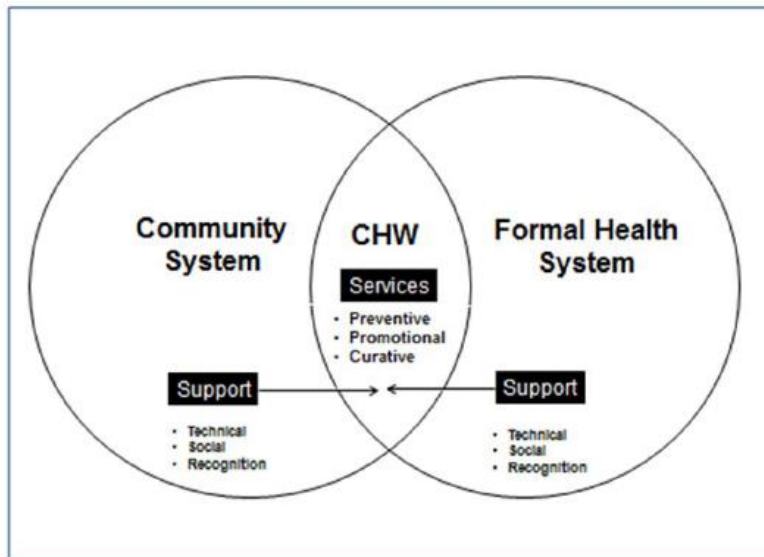 Community
System
CHW
Services
• Preventive
• Promotional
• Curative
Formal Health
System
Support
• Technical
• Social
• Recognition
Support
• Technical
• Social
• Recognition